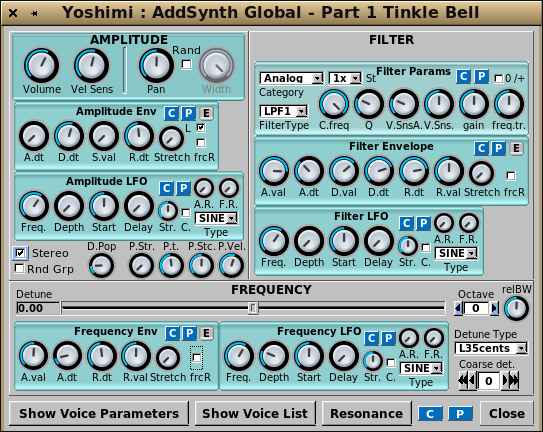 Yoshimi : AddSynth Global - Part 1 Tinkle Bell
AMPLITUDE
Volume Vel Sens Pan Rand Width
Amplitude Env C P E
A.dt D.dt S.val R.dt Stretch L frcR
Amplitude LFO C P
Freq. Depth Start Delay Str. C. A.R. F.R.
SINE
Type
Stereo
Rnd Grp
D.Pop P.Str. P.t. P.Stc. P.Vel.
FILTER
Analog 1x St Filter Params C P 0 /+
Category
LPF1
FilterType C.freq Q V.SnsA. V.Sns. gain freq.tr.
Filter Envelope C P E
A.val A.dt D.val D.dt R.dt R.val Stretch frcR
Filter LFO C P
Freq. Depth Start Delay Str. C. A.R. F.R.
SINE
Type
FREQUENCY
Detune
0.00
Octave
0
relBW
Frequency Env C P E
A.val A.dt R.dt R.val Stretch frcR
Frequency LFO C P
Freq. Depth Start Delay Str. C. A.R. F.R.
SINE
Type
Detune Type
L35cents
Coarse det.
0
Show Voice Parameters Show Voice List Resonance C P Close